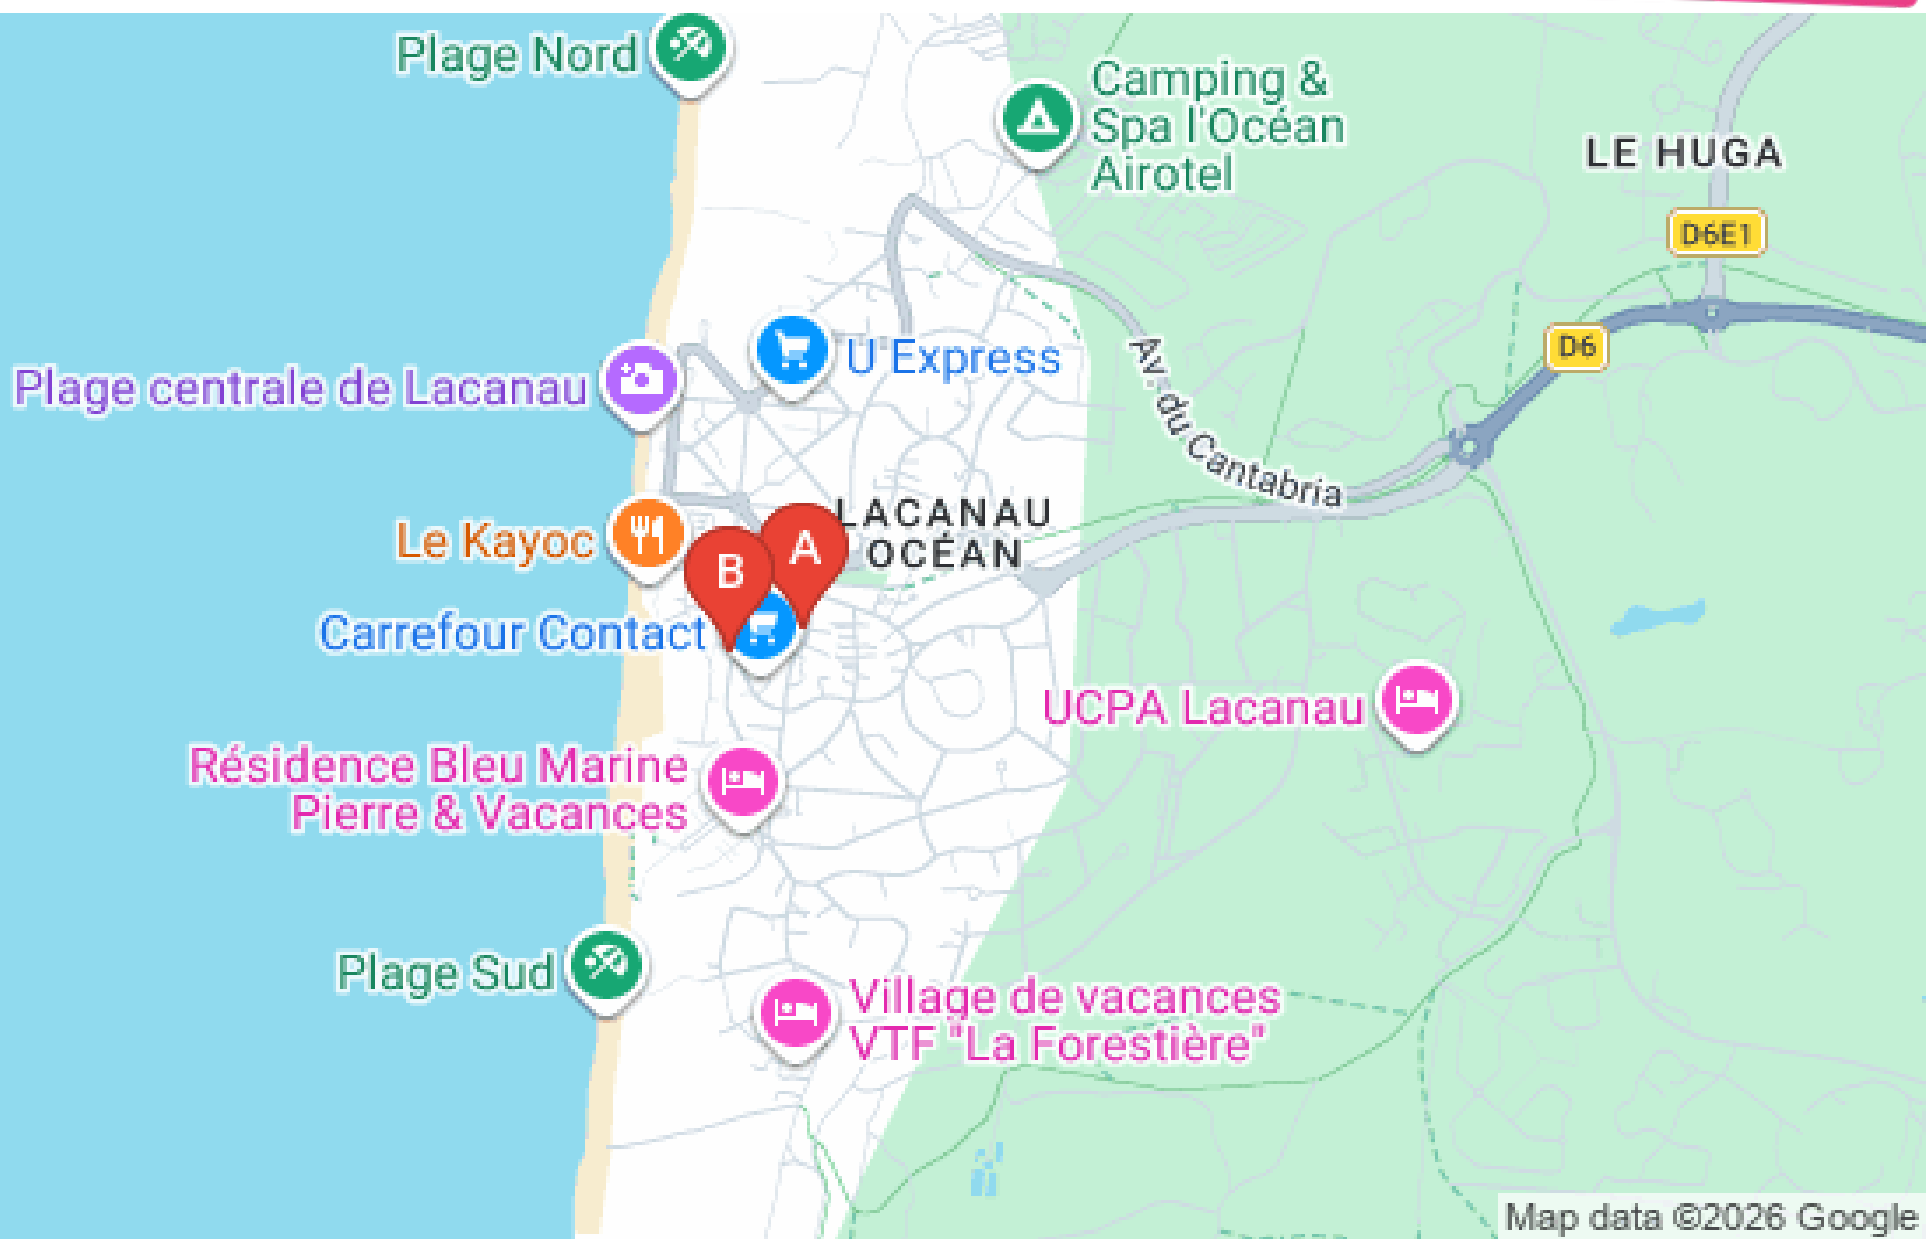 Plage Nord
Camping &
Spa l'Océan
Airotel
LE HUGA
D6E1
D6
U Express
Plage centrale de Lacanau
Av. du Cantabria
LACANAU
OCÉAN
Le Kayoc
A
B
Carrefour Contact
UCPA Lacanau
Résidence Bleu Marine
Pierre & Vacances
Plage Sud
Village de vacances
VTF "La Forestière"
Map data ©2026 Google